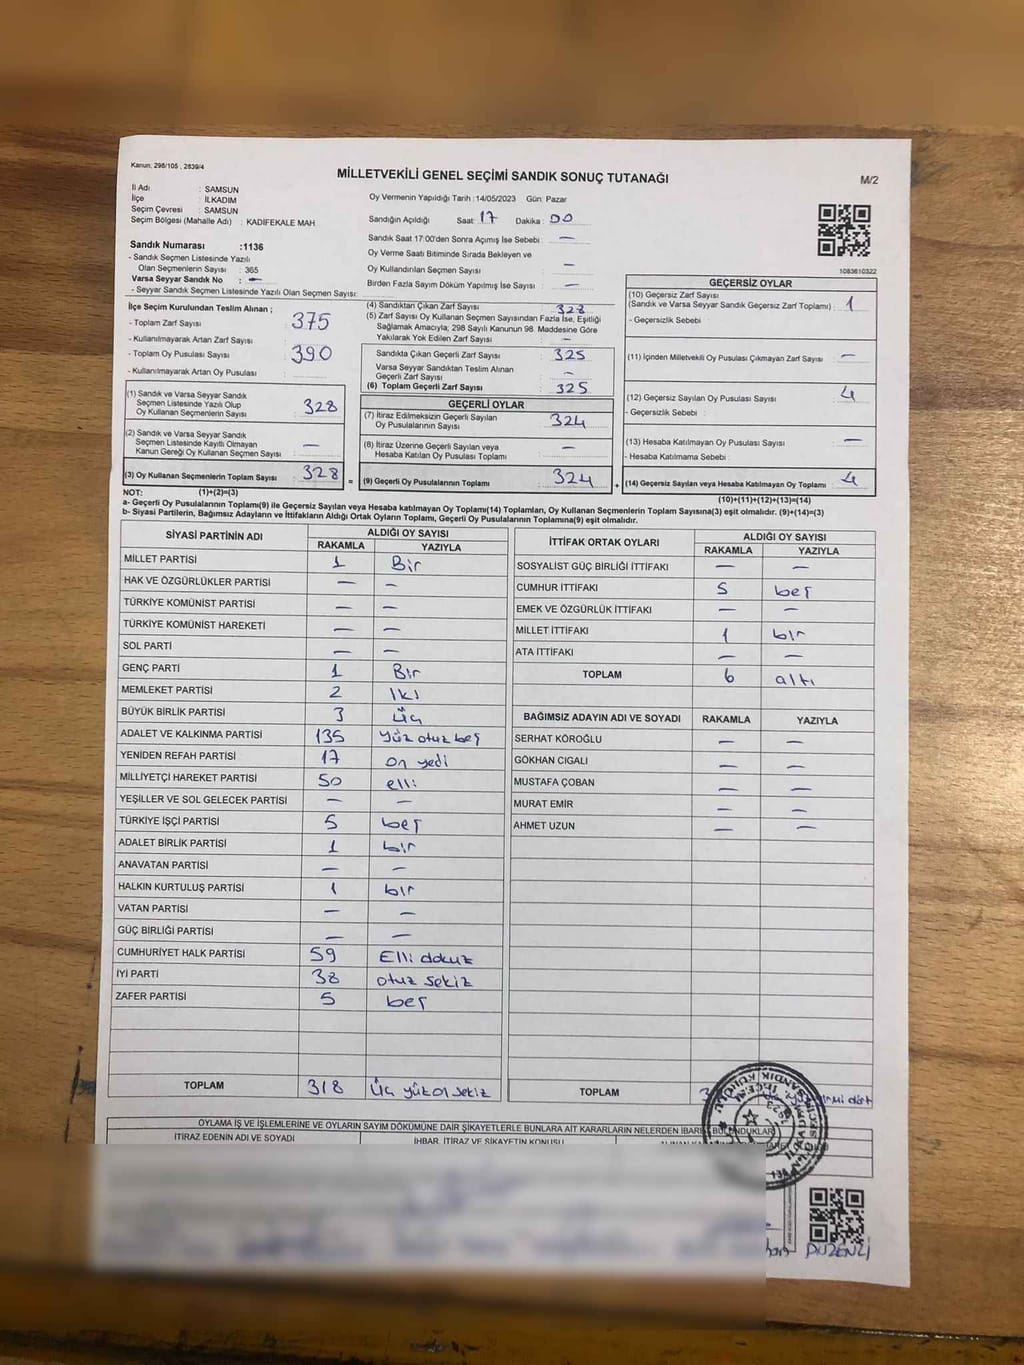 Kanun; 298/105 , 2839/4
MİLLETVEKİLİ GENEL SEÇİMİ SANDIK SONUÇ TUTANAĞI
M/2
İl Adı : SAMSUN
İlçe : İLKADIM
Seçim Çevresi : SAMSUN
Seçim Bölgesi (Mahalle Adı) : KADIFEKALE MAH.
Sandık Numarası :1136
- Sandık Seçmen Listesinde Yazılı
Olan Seçmenlerin Sayısı : 365
Varsa Seyyar Sandık No : —
- Seyyar Sandık Seçmen Listesinde Yazılı Olan Seçmen Sayısı:
Oy Vermenin Yapıldığı Tarih : 14/05/2023 Gün: Pazar
Sandığın Açıldığı Saat: 17 Dakika : 00
Sandık Saat 17:00'den Sonra Açımış İse Sebebi : —
Oy Verme Saati Bitiminde Sırada Bekleyen ve
Oy Kullandırılan Seçmen Sayısı : —
Birden Fazla Sayım Döküm Yapılmış İse Sayısı : —
1083610322
İlçe Seçim Kurulundan Teslim Alınan ;
- Toplam Zarf Sayısı : 375
- Kullanılmayarak Artan Zarf Sayısı :
- Toplam Oy Pusulası Sayısı : 390
- Kullanılmayarak Artan Oy Pusulası :
(1) Sandık ve Varsa Seyyar Sandık
Seçmen Listesinde Yazılı Olup
Oy Kullanan Seçmenlerin Sayısı : 328
(2) Sandık ve Varsa Seyyar Sandık
Seçmen Listesinde Kayıtlı Olmayan
Kanun Gereği Oy Kullanan Seçmen Sayısı : —
(3) Oy Kullanan Seçmenlerin Toplam Sayısı : 328 =
(4) Sandıktan Çıkan Zarf Sayısı : 328
(5) Zarf Sayısı Oy Kullanan Seçmen Sayısından Fazla İse, Eşitliği
Sağlamak Amacıyla; 298 Sayılı Kanunun 98. Maddesine Göre
Yakılarak Yok Edilen Zarf Sayısı : —
Sandıkta Çıkan Geçerli Zarf Sayısı : 325
Varsa Seyyar Sandıktan Teslim Alınan
Geçerli Zarf Sayısı : —
(6) Toplam Geçerli Zarf Sayısı : 325
GEÇERLİ OYLAR
(7) İtiraz Edilmeksizin Geçerli Sayılan
Oy Pusulalarının Sayısı : 324
(8) İtiraz Üzerine Geçerli Sayılan veya
Hesaba Katılan Oy Pusulası Toplamı : —
(9) Geçerli Oy Pusulalarının Toplamı : 324 +
GEÇERSİZ OYLAR
(10) Geçersiz Zarf Sayısı
(Sandık ve Varsa Seyyar Sandık Geçersiz Zarf Toplamı) : 1
- Geçersizlik Sebebi :
(11) İçinden Milletvekili Oy Pusulası Çıkmayan Zarf Sayısı : —
(12) Geçersiz Sayılan Oy Pusulası Sayısı : 4
- Geçersizlik Sebebi :
(13) Hesaba Katılmayan Oy Pusulası Sayısı : —
- Hesaba Katılmama Sebebi :
(14) Geçersiz Sayılan veya Hesaba Katılmayan Oy Toplamı : 4
NOT: (1)+(2)=(3) (10)+(11)+(12)+(13)=(14)
a- Geçerli Oy Pusulalarının Toplamı(9) ile Geçersiz Sayılan veya Hesaba katılmayan Oy Toplamı(14) Toplamları, Oy Kullanan Seçmenlerin Toplam Sayısına(3) eşit olmalıdır. (9)+(14)=(3)
b- Siyasi Partilerin, Bağımsız Adayların ve İttifakların Aldığı Ortak Oyların Toplamı, Geçerli Oy Pusulalarının Toplamına(9) eşit olmalıdır.
SİYASİ PARTİNİN ADI ALDIĞI OY SAYISI
RAKAMLA YAZIYLA
MİLLET PARTİSİ 1 Bir
HAK VE ÖZGÜRLÜKLER PARTİSİ — —
TÜRKİYE KOMÜNİST PARTİSİ — —
TÜRKİYE KOMÜNİST HAREKETİ — —
SOL PARTİ — —
GENÇ PARTİ 1 Bir
MEMLEKET PARTİSİ 2 İki
BÜYÜK BİRLİK PARTİSİ 3 Üç
ADALET VE KALKINMA PARTİSİ 135 yüz otuz beş
YENİDEN REFAH PARTİSİ 17 on yedi
MİLLİYETÇİ HAREKET PARTİSİ 50 elli
YEŞİLLER VE SOL GELECEK PARTİSİ — —
TÜRKİYE İŞÇİ PARTİSİ 5 beş
ADALET BİRLİK PARTİSİ 1 bir
ANAVATAN PARTİSİ — —
HALKIN KURTULUŞ PARTİSİ 1 bir
VATAN PARTİSİ — —
GÜÇ BİRLİĞİ PARTİSİ — —
CUMHURİYET HALK PARTİSİ 59 Elli dokuz
İYİ PARTİ 38 otuz sekiz
ZAFER PARTİSİ 5 beş
TOPLAM 318 Üç yüz on sekiz
İTTİFAK ORTAK OYLARI ALDIĞI OY SAYISI
RAKAMLA YAZIYLA
SOSYALİST GÜÇ BİRLİĞİ İTTİFAKI — —
CUMHUR İTTİFAKI 5 beş
EMEK VE ÖZGÜRLÜK İTTİFAKI — —
MİLLET İTTİFAKI 1 bir
ATA İTTİFAKI — —
TOPLAM 6 altı
BAĞIMSIZ ADAYIN ADI VE SOYADI RAKAMLA YAZIYLA
SERHAT KÖROĞLU — —
GÖKHAN CIGALI — —
MUSTAFA ÇOBAN — —
MURAT EMİR — —
AHMET UZUN — —
TOPLAM
OYLAMA İŞ VE İŞLEMLERİNE VE OYLARIN SAYIM DÖKÜMÜNE DAİR ŞİKAYETLERLE BUNLARA AİT KARARLARIN NELERDEN İBARET BULUNDUKLARI
İTİRAZ EDENİN ADI VE SOYADI İHBAR, İTİRAZ VE ŞİKAYETİN KONUSU
DÜZENLİ